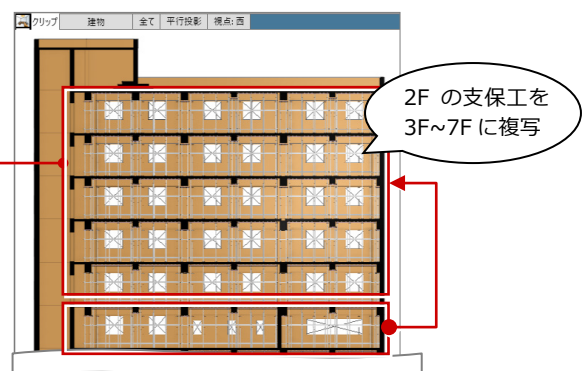 クリップ 建物 全て 平行投影 視点: 西
2F の支保工を
3F~7F に複写